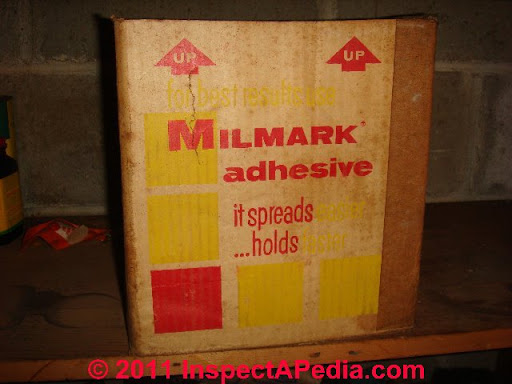 UP
UP
for best results use
MILMARK
adhesive
it spreads
...holds
© 2011 InspectAPedia.com